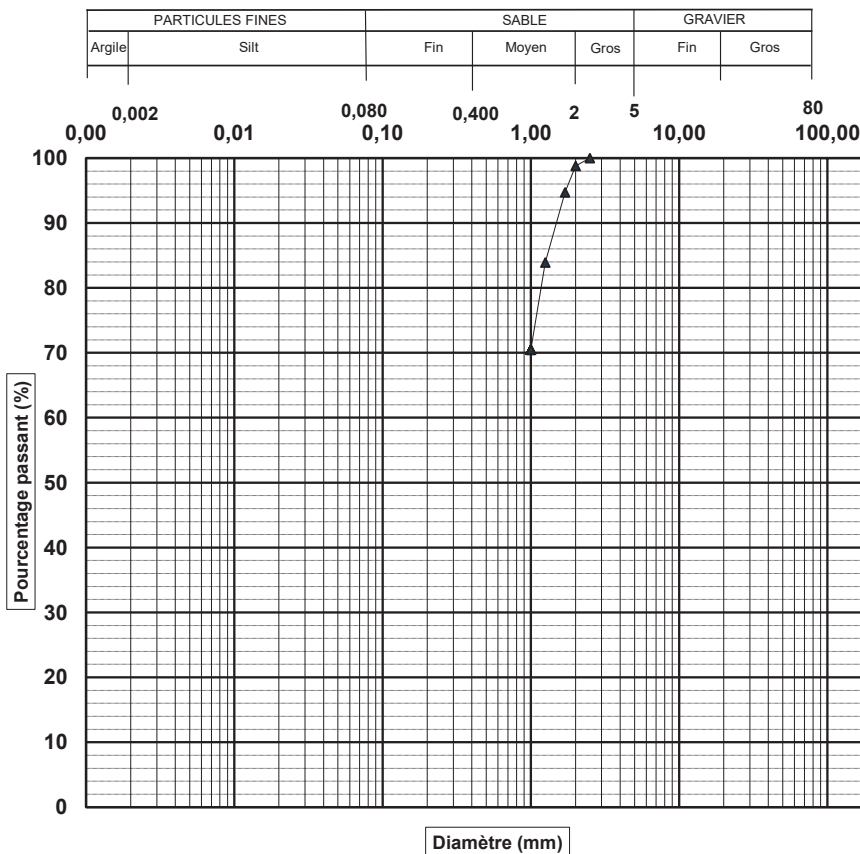 PARTICULES FINES SABLE GRAVIER
Argile Silt Fin Moyen Gros Fin Gros
0,002 0,080 0,400 2 5 80
0,00 0,01 0,10 1,00 10,00 100,00
100
90
80
70
60
50
40
30
20
10
0
Pourcentage passant (%)
Diamètre (mm)